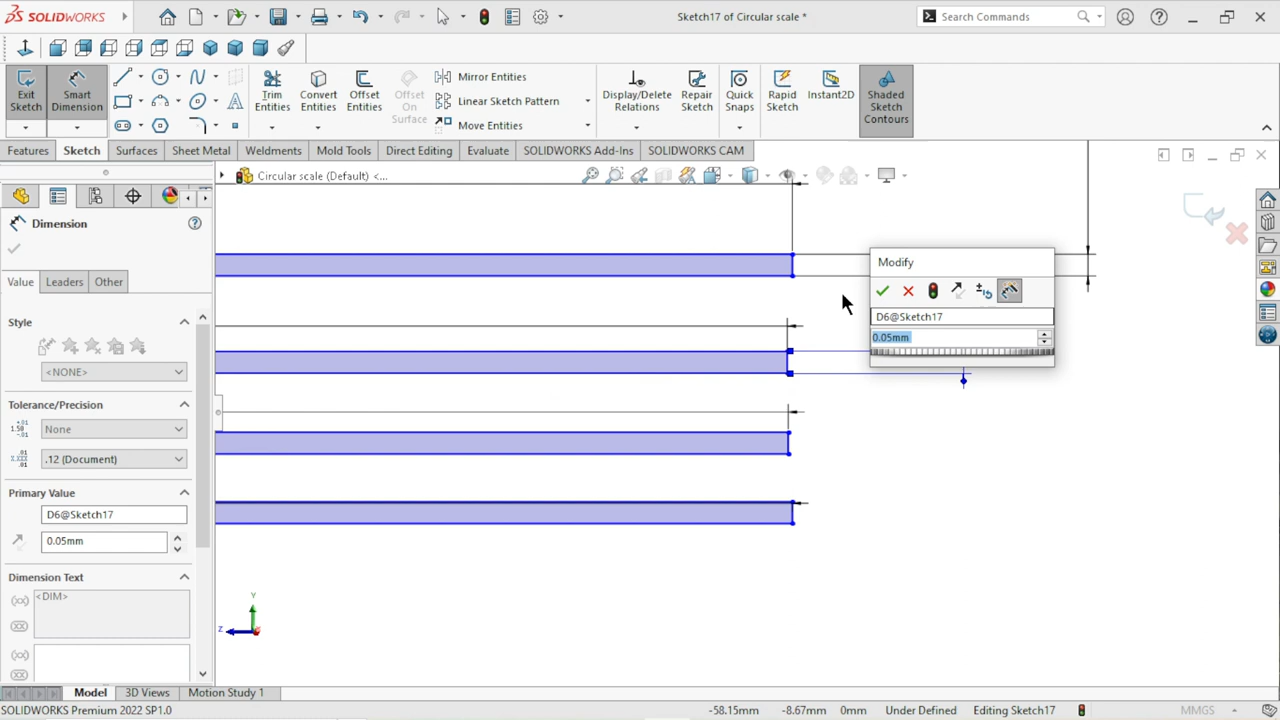 SOLIDWORKS
Sketch17 of Circular scale *
Search Commands
Exit Sketch
Smart Dimension
Trim Entities
Convert Entities
Offset Entities
Offset On Surface
Mirror Entities
Linear Sketch Pattern
Move Entities
Display/Delete Relations
Repair Sketch
Quick Snaps
Rapid Sketch
Instant2D
Shaded Sketch Contours
Features
Sketch
Surfaces
Sheet Metal
Weldments
Mold Tools
Direct Editing
Evaluate
SOLIDWORKS Add-Ins
SOLIDWORKS CAM
Circular scale (Default) <...
Dimension
Value
Leaders
Other
Style
<NONE>
Tolerance/Precision
None
.12 (Document)
Primary Value
D6@Sketch17
0.05mm
Dimension Text
<DIM>
Modify
D6@Sketch17
0.05mm
Y
Z
Model
3D Views
Motion Study 1
SOLIDWORKS Premium 2022 SP1.0
-58.15mm
-8.67mm
0mm
Under Defined
Editing Sketch17
MMGS